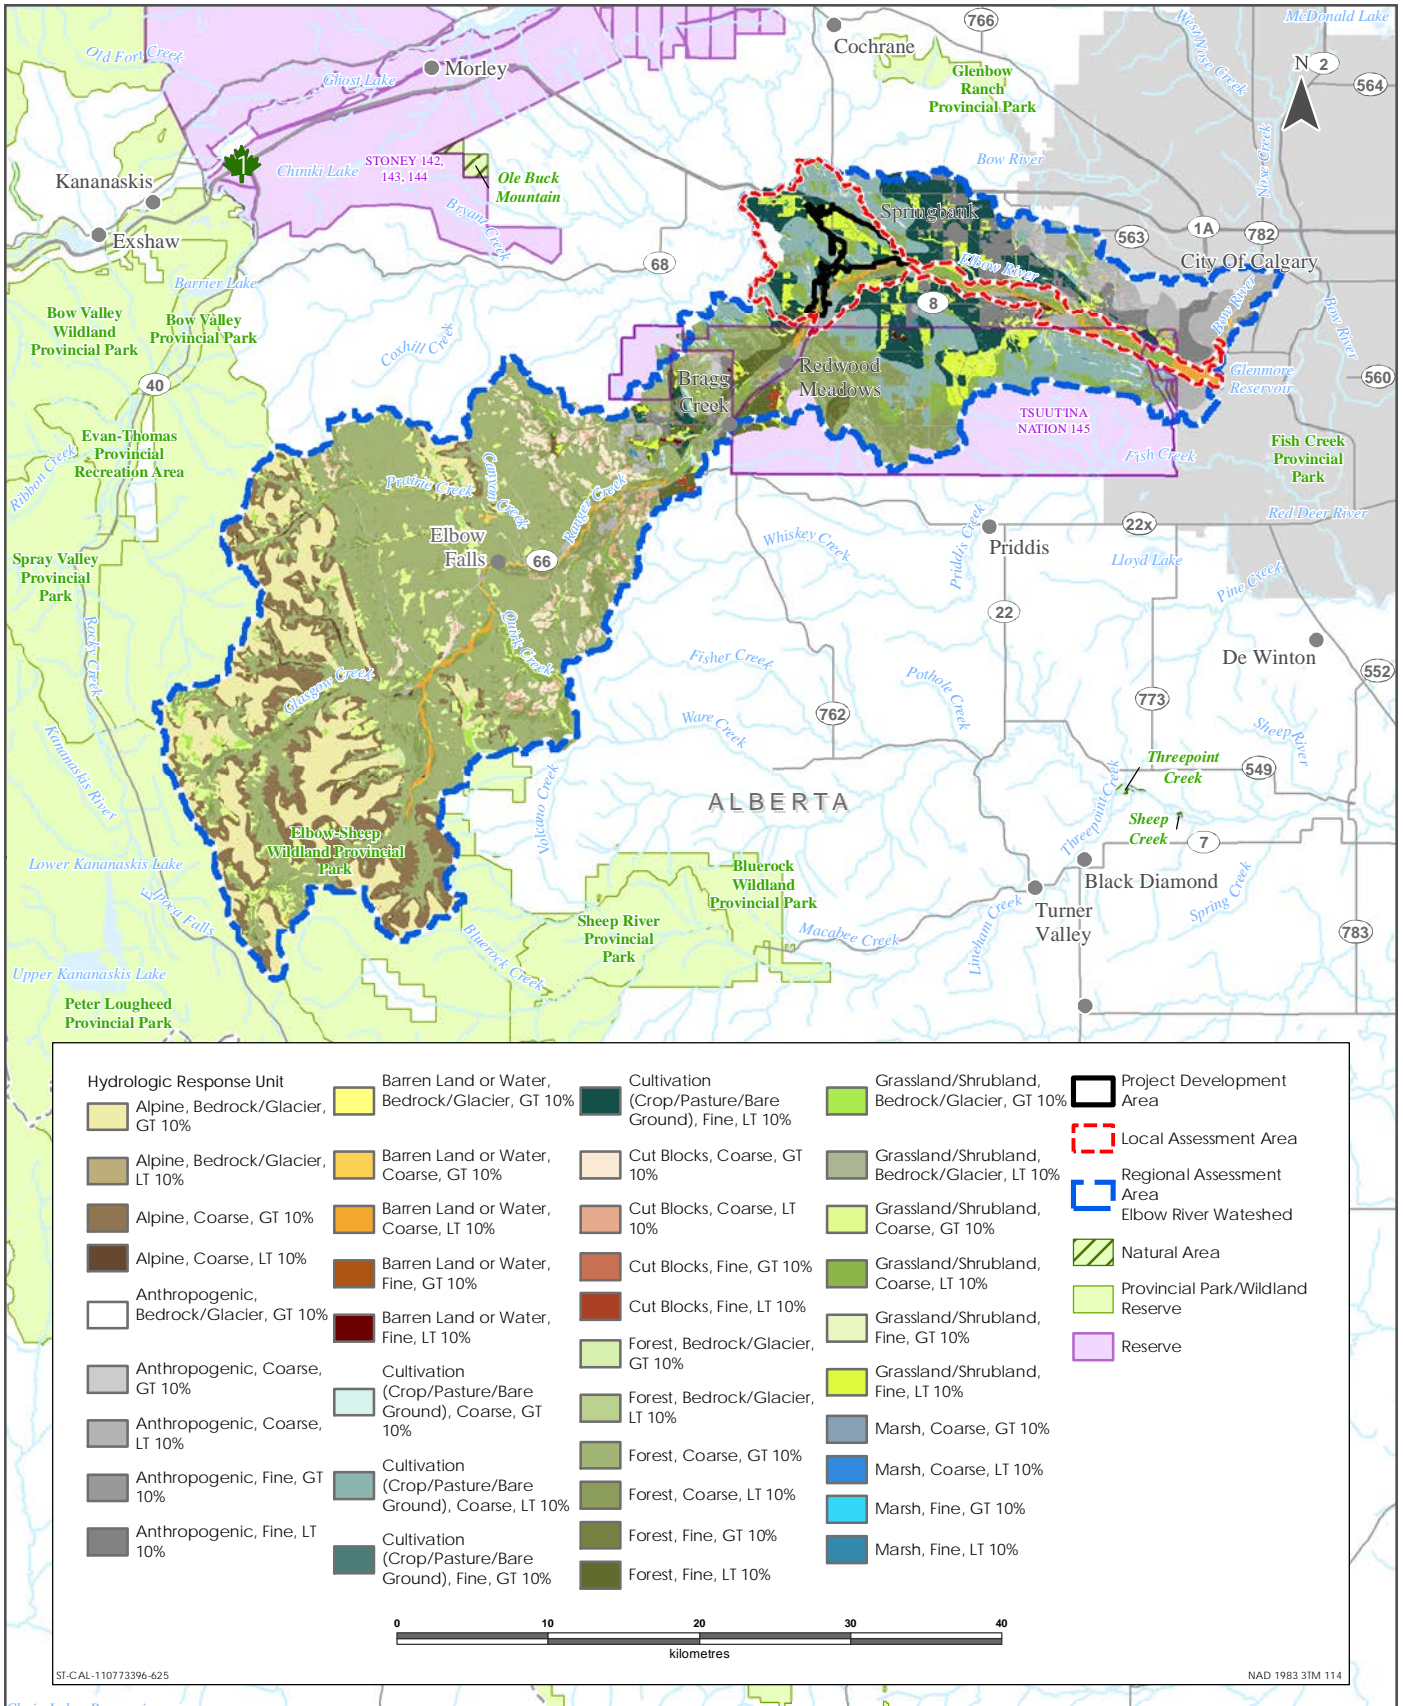 766
McDonald Lake
Cochrane
West Nose Creek
Old Fort Creek
N
2
Morley
Glenbow
Ranch
Provincial Park
564
Ghost Lake
Nose Creek
1
Chiniki Lake
STONEY 142,
143, 144
Bow River
Kananaskis
Ole Buck
Mountain
Bryant Creek
Springbank
Exshaw
563
1A
782
68
Elbow River
City Of Calgary
Barrier Lake
8
Bow River
Bow River
Bow Valley
Wildland
Provincial Park
Bow Valley
Provincial Park
Coxhill Creek
40
Bragg
Creek
Redwood
Meadows
Glenmore
Reservoir
560
TSUUT'INA
NATION 145
Evan-Thomas
Provincial
Recreation Area
Ribbon Creek
Fish Creek
Fish Creek
Provincial
Park
Prairie Creek
Canyon Creek
Ranger Creek
Red Deer River
Elbow
Falls
66
Whiskey Creek
Priddis Creek
Priddis
22x
Lloyd Lake
Spray Valley
Provincial
Park
Pine Creek
22
Rocky Creek
Quirk Creek
De Winton
Fisher Creek
Glasgow Creek
Pothole Creek
552
773
762
Ware Creek
Sheep River
Kananaskis River
Threepoint
Creek
549
Volcano Creek
ALBERTA
Threepoint Creek
Sheep
Creek
7
Elbow-Sheep
Wildland Provincial
Park
Lower Kananaskis Lake
Bluerock
Wildland
Provincial Park
Black Diamond
Elpoca Falls
Turner
Valley
Spring Creek
Sheep River
Provincial
Park
Macabee Creek
Lineham Creek
783
Bluerock Creek
Upper Kananaskis Lake
Peter Lougheed
Provincial Park
Hydrologic Response Unit
Alpine, Bedrock/Glacier,
GT 10%
Alpine, Bedrock/Glacier,
LT 10%
Alpine, Coarse, GT 10%
Alpine, Coarse, LT 10%
Anthropogenic,
Bedrock/Glacier, GT 10%
Anthropogenic, Coarse,
GT 10%
Anthropogenic, Coarse,
LT 10%
Anthropogenic, Fine, GT
10%
Anthropogenic, Fine, LT
10%
Barren Land or Water,
Bedrock/Glacier, GT 10%
Barren Land or Water,
Coarse, GT 10%
Barren Land or Water,
Coarse, LT 10%
Barren Land or Water,
Fine, GT 10%
Barren Land or Water,
Fine, LT 10%
Cultivation
(Crop/Pasture/Bare
Ground), Coarse, GT
10%
Cultivation
(Crop/Pasture/Bare
Ground), Coarse, LT 10%
Cultivation
(Crop/Pasture/Bare
Ground), Fine, GT 10%
Cultivation
(Crop/Pasture/Bare
Ground), Fine, LT 10%
Cut Blocks, Coarse, GT
10%
Cut Blocks, Coarse, LT
10%
Cut Blocks, Fine, GT 10%
Cut Blocks, Fine, LT 10%
Forest, Bedrock/Glacier,
GT 10%
Forest, Bedrock/Glacier,
LT 10%
Forest, Coarse, GT 10%
Forest, Coarse, LT 10%
Forest, Fine, GT 10%
Forest, Fine, LT 10%
Grassland/Shrubland,
Bedrock/Glacier, GT 10%
Grassland/Shrubland,
Bedrock/Glacier, LT 10%
Grassland/Shrubland,
Coarse, GT 10%
Grassland/Shrubland,
Coarse, LT 10%
Grassland/Shrubland,
Fine, GT 10%
Grassland/Shrubland,
Fine, LT 10%
Marsh, Coarse, GT 10%
Marsh, Coarse, LT 10%
Marsh, Fine, GT 10%
Marsh, Fine, LT 10%
Project Development
Area
Local Assessment Area
Regional Assessment
Area
Elbow River Wateshed
Natural Area
Provincial Park/Wildland
Reserve
Reserve
0 10 20 30 40
kilometres
ST-CAL-110773396-625
NAD 1983 3TM 114